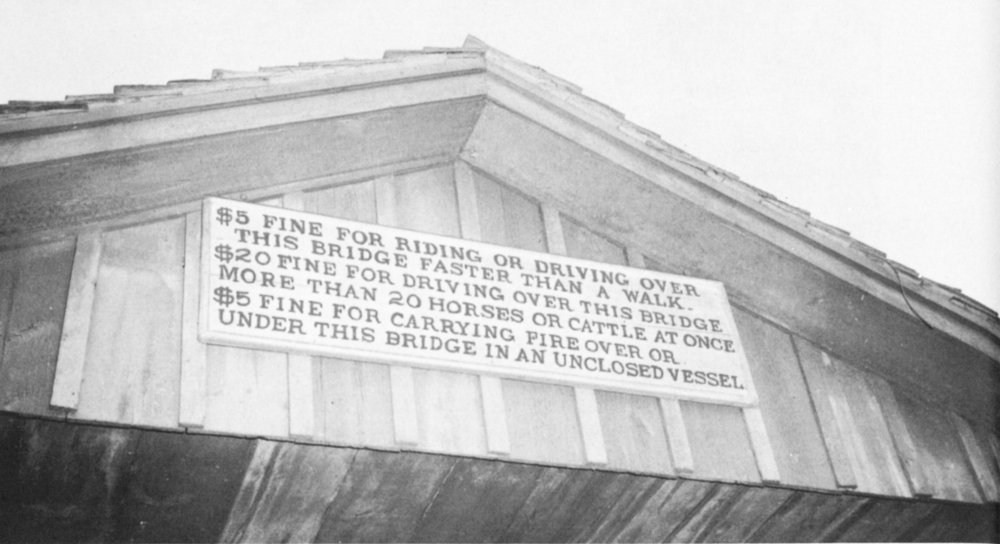 $5 FINE FOR RIDING OR DRIVING OVER
THIS BRIDGE FASTER THAN A WALK.
$20 FINE FOR DRIVING OVER THIS BRIDGE
MORE THAN 20 HORSES OR CATTLE AT ONCE
$5 FINE FOR CARRYING FIRE OVER OR
UNDER THIS BRIDGE IN AN UNCLOSED VESSEL